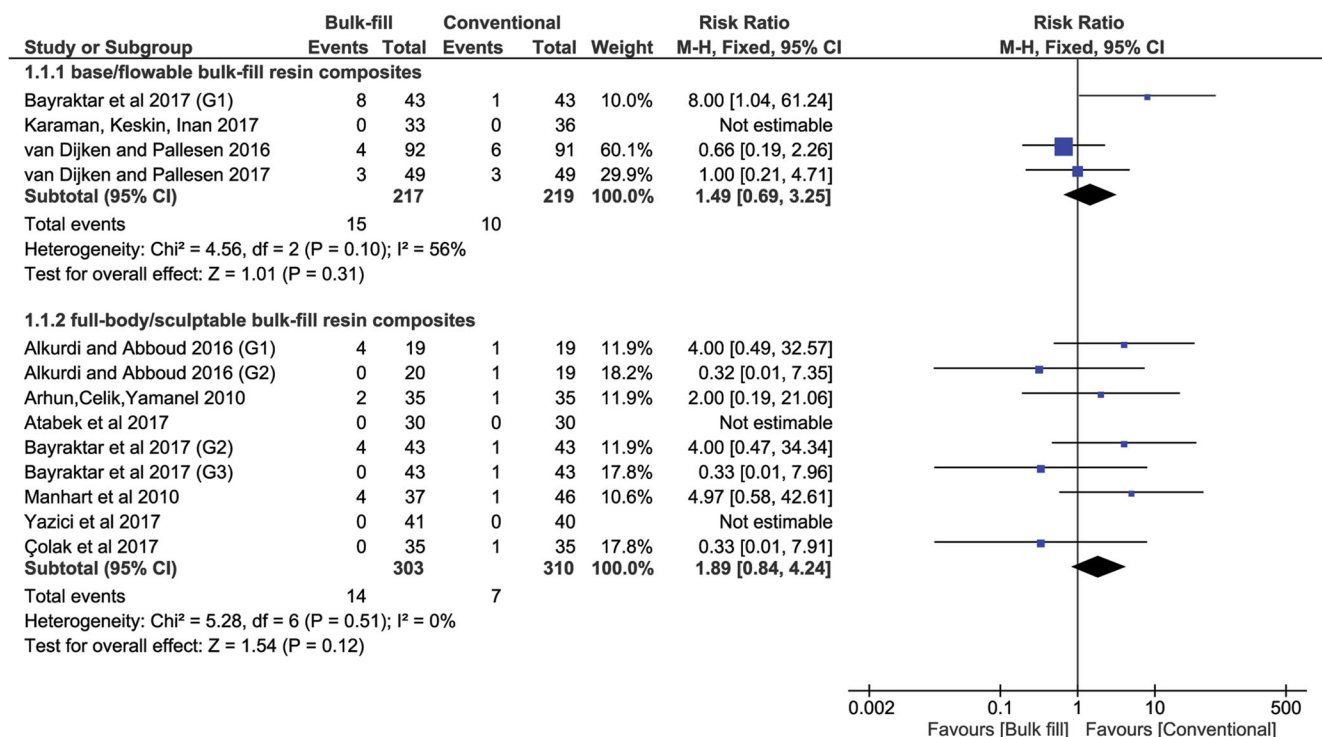 Bulk-fill Conventional Risk Ratio Risk Ratio
Study or Subgroup Events Total Events Total Weight M-H, Fixed, 95% CI M-H, Fixed, 95% CI
1.1.1 base/flowable bulk-fill resin composites
Bayraktar et al 2017 (G1) 8 43 1 43 10.0% 8.00 [1.04, 61.24]
Karaman, Keskin, Inan 2017 0 33 0 36 Not estimable
van Dijken and Pallesen 2016 4 92 6 91 60.1% 0.66 [0.19, 2.26]
van Dijken and Pallesen 2017 3 49 3 49 29.9% 1.00 [0.21, 4.71]
Subtotal (95% CI) 217 219 100.0% 1.49 [0.69, 3.25]
Total events 15 10
Heterogeneity: Chi² = 4.56, df = 2 (P = 0.10); I² = 56%
Test for overall effect: Z = 1.01 (P = 0.31)
1.1.2 full-body/sculptable bulk-fill resin composites
Alkurdi and Abboud 2016 (G1) 4 19 1 19 11.9% 4.00 [0.49, 32.57]
Alkurdi and Abboud 2016 (G2) 0 20 1 19 18.2% 0.32 [0.01, 7.35]
Arhun,Celik,Yamanel 2010 2 35 1 35 11.9% 2.00 [0.19, 21.06]
Atabek et al 2017 0 30 0 30 Not estimable
Bayraktar et al 2017 (G2) 4 43 1 43 11.9% 4.00 [0.47, 34.34]
Bayraktar et al 2017 (G3) 0 43 1 43 17.8% 0.33 [0.01, 7.96]
Manhart et al 2010 4 37 1 46 10.6% 4.97 [0.58, 42.61]
Yazici et al 2017 0 41 0 40 Not estimable
Çolak et al 2017 0 35 1 35 17.8% 0.33 [0.01, 7.91]
Subtotal (95% CI) 303 310 100.0% 1.89 [0.84, 4.24]
Total events 14 7
Heterogeneity: Chi² = 5.28, df = 6 (P = 0.51); I² = 0%
Test for overall effect: Z = 1.54 (P = 0.12)
0.002 0.1 1 10 500
Favours [Bulk fill] Favours [Conventional]